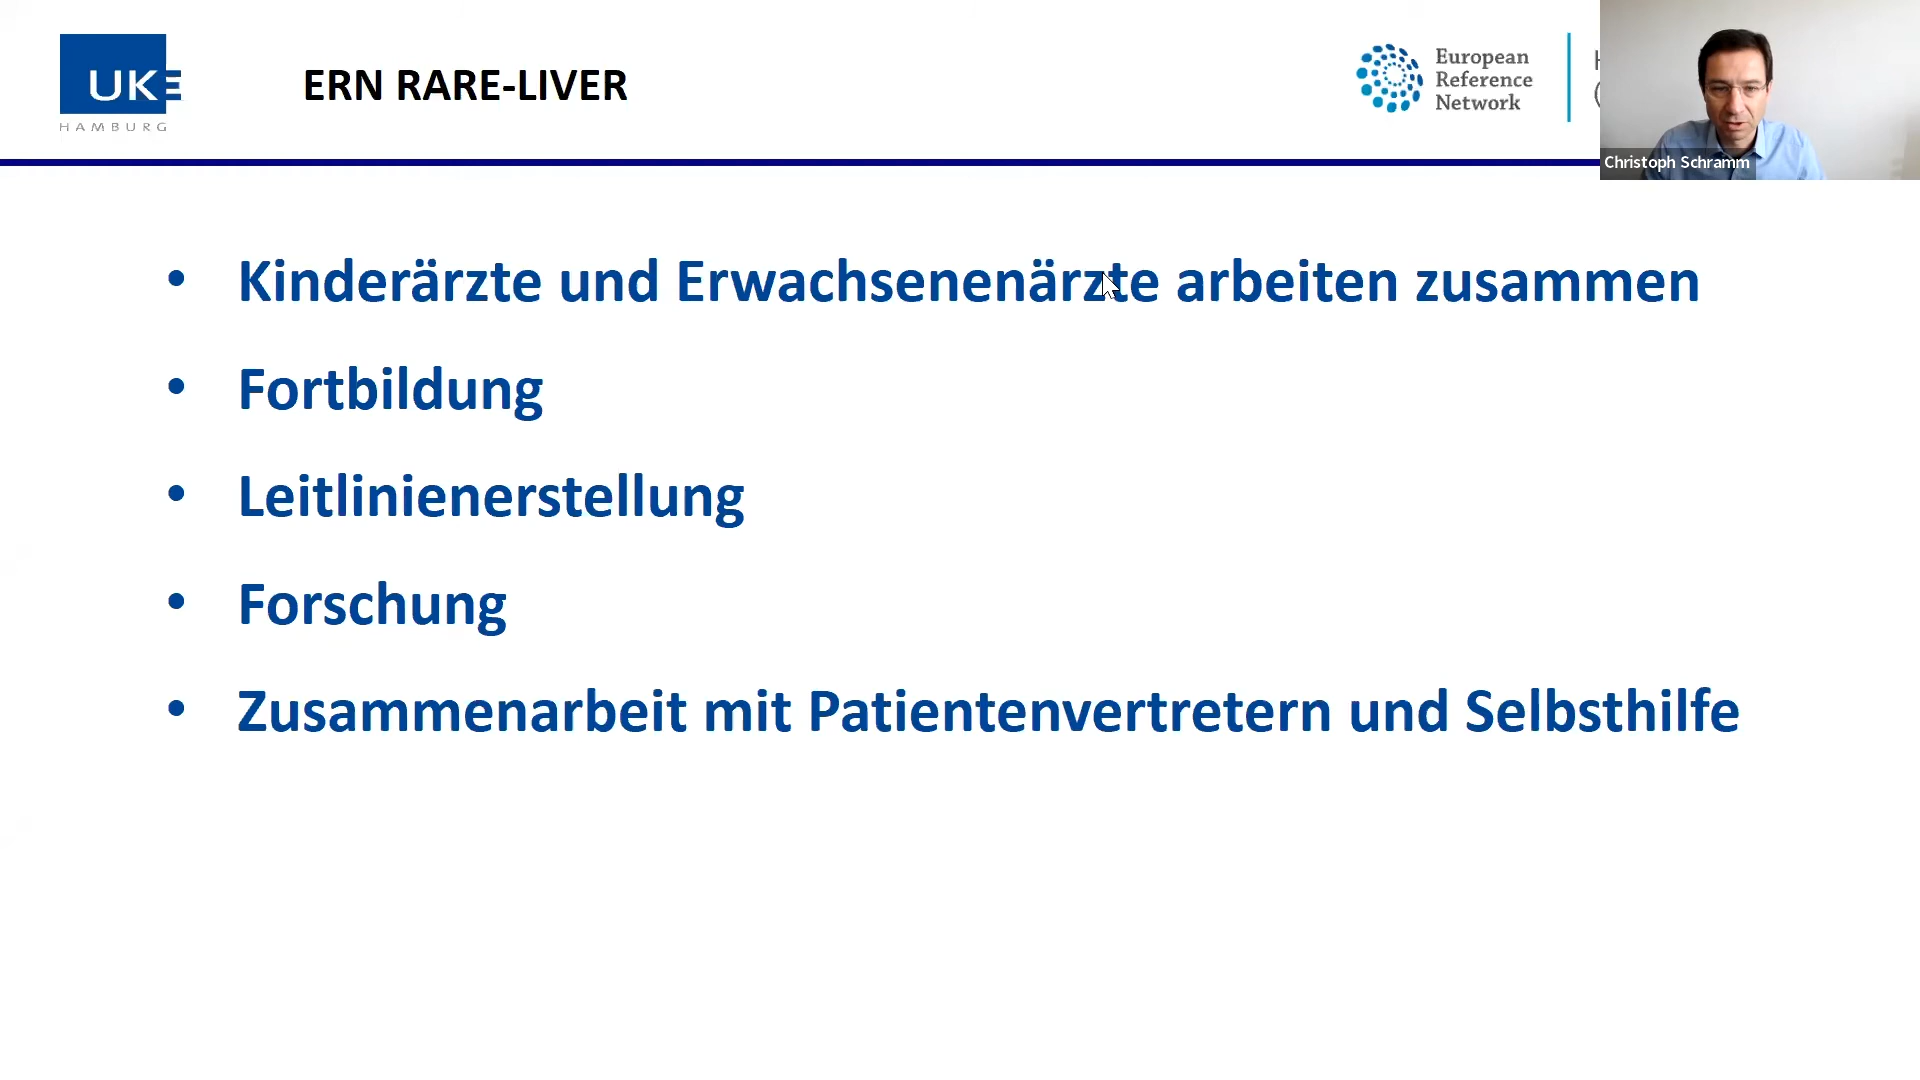 UKE
HAMBURG
ERN RARE-LIVER
European
Reference
Network
Christoph Schramm
• Kinderärzte und Erwachsenenärzte arbeiten zusammen
• Fortbildung
• Leitlinienerstellung
• Forschung
• Zusammenarbeit mit Patientenvertretern und Selbsthilfe